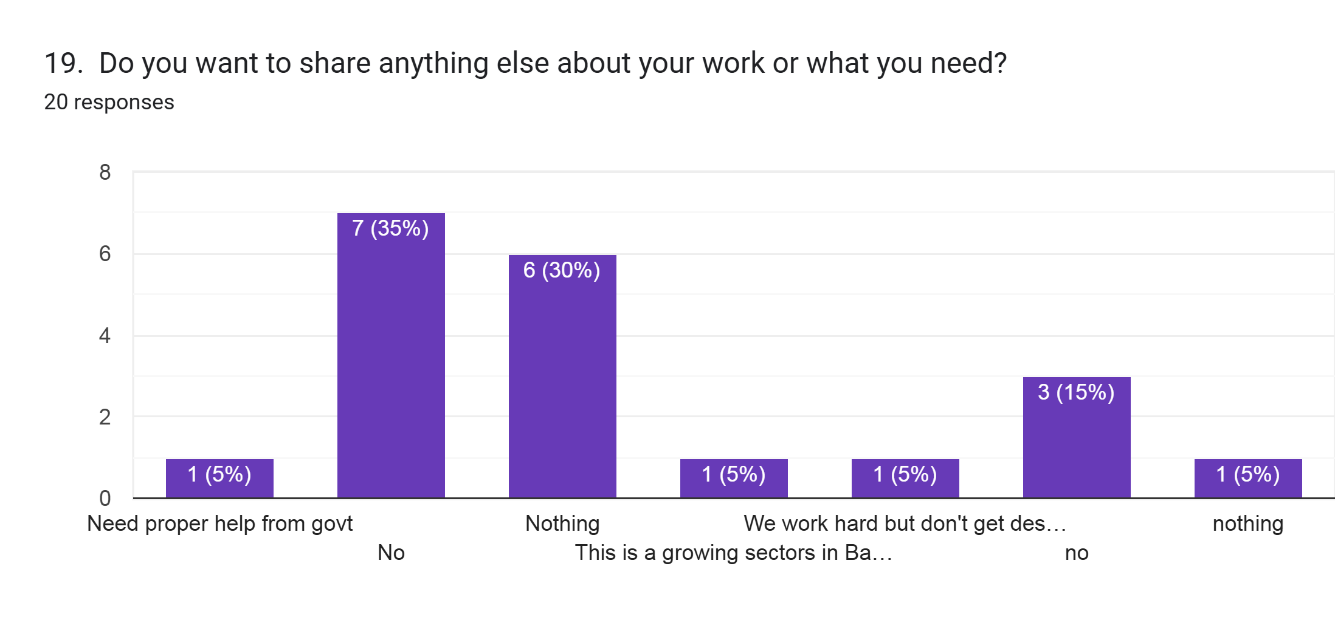 19. Do you want to share anything else about your work or what you need?
20 responses
8
6
4
2
0
1 (5%)
7 (35%)
6 (30%)
1 (5%)
1 (5%)
3 (15%)
1 (5%)
Need proper help from govt
No
Nothing
This is a growing sectors in Ba…
We work hard but don't get des…
no
nothing